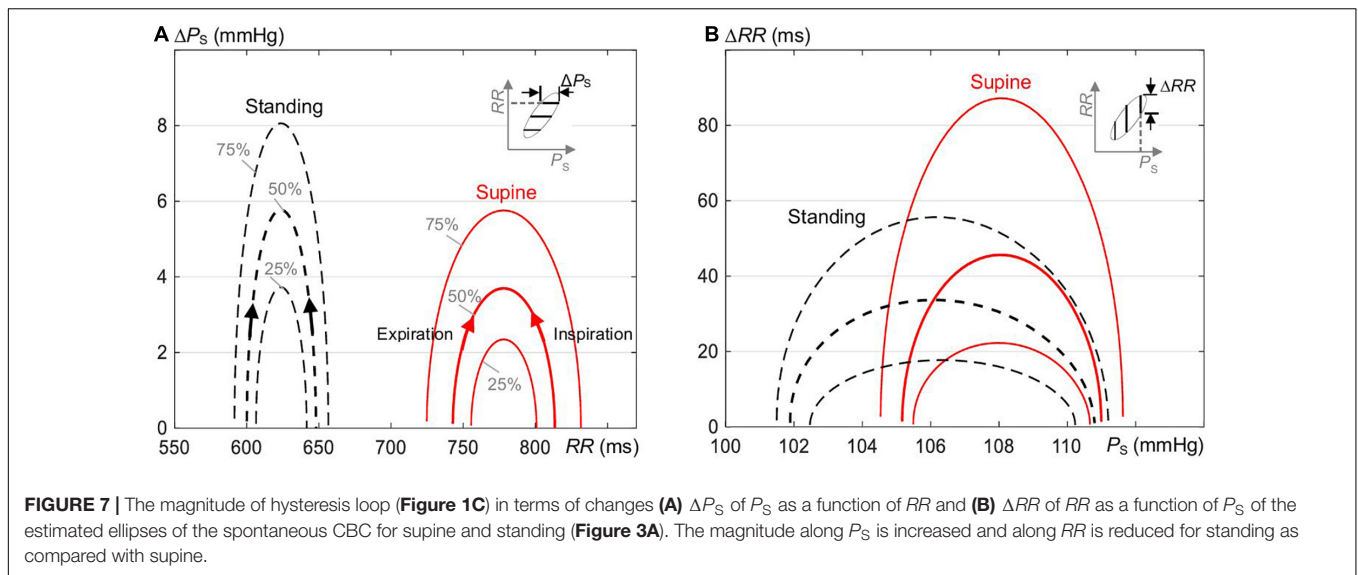 A ΔPS (mmHg)
8
6
4
2
0
550
600
650
700
750
800
RR (ms)
Standing
75%
50%
25%
Supine
75%
50%
25%
Expiration
Inspiration
RR
ΔPS
PS
B ΔRR (ms)
80
60
40
20
0
100
102
104
106
108
110
PS (mmHg)
Supine
Standing
RR
ΔRR
PS
FIGURE 7 | The magnitude of hysteresis loop (Figure 1C) in terms of changes (A) ΔPS of PS as a function of RR and (B) ΔRR of RR as a function of PS of the
estimated ellipses of the spontaneous CBC for supine and standing (Figure 3A). The magnitude along PS is increased and along RR is reduced for standing as
compared with supine.